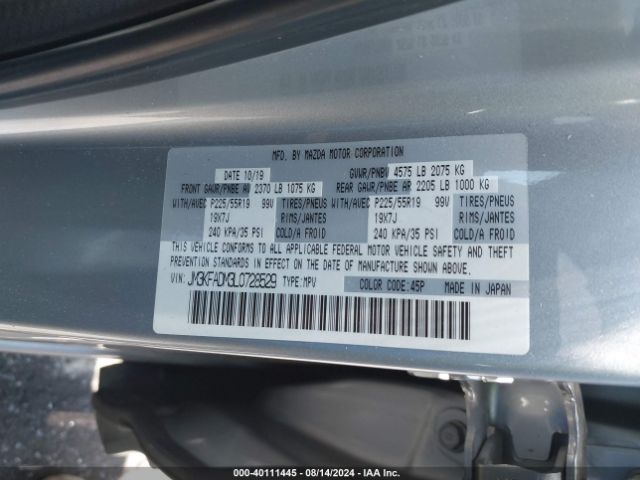 MFD. BY MAZDA MOTOR CORPORATION
DATE 10/19 GVWR/PNBV 4575 LB 2075 KG
FRONT GAWR/PNBE AV 2370 LB 1075 KG REAR GAWR/PNBE AR 2205 LB 1000 KG
WITH/AVEC P225/55R19 99V TIRES/PNEUS WITH/AVEC P225/55R19 99V TIRES/PNEUS
19X7J RIMS/JANTES 19X7J RIMS/JANTES
240 KPA/35 PSI COLD/A FROID 240 KPA/35 PSI COLD/A FROID
THIS VEHICLE CONFORMS TO ALL APPLICABLE FEDERAL MOTOR VEHICLE SAFETY AND THEFT
PREVENTION STANDARDS IN EFFECT ON THE DATE OF MANUFACTURE SHOWN ABOVE.
VIN: JM3KFADM3L0728529 TYPE:MPV COLOR CODE:45P MADE IN JAPAN
000-40111445 - 08/14/2024 - IAA Inc.